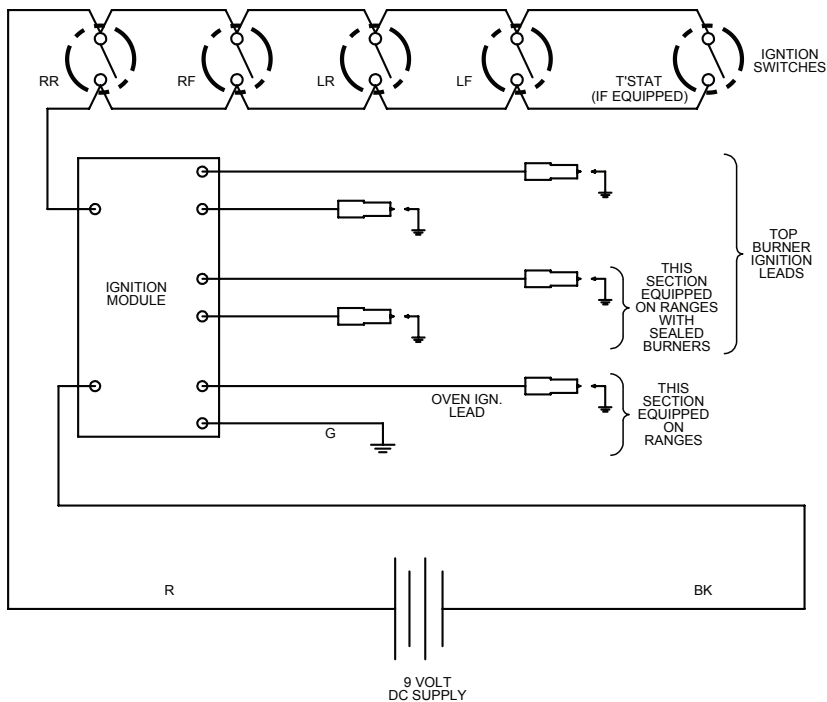 IGNTION
SWITCHES
RR
RF
LR
LF
T'STAT
(IF EQUIPPED)
IGNITION
MODULE
TOP
BURNER
IGNITION
LEADS
THIS
SECTION
EQUIPPED
ON RANGES
WITH
SEALED
BURNERS
OVEN IGN.
LEAD
THIS
SECTION
EQUIPPED
ON
RANGES
G
R
BK
9 VOLT
DC SUPPLY